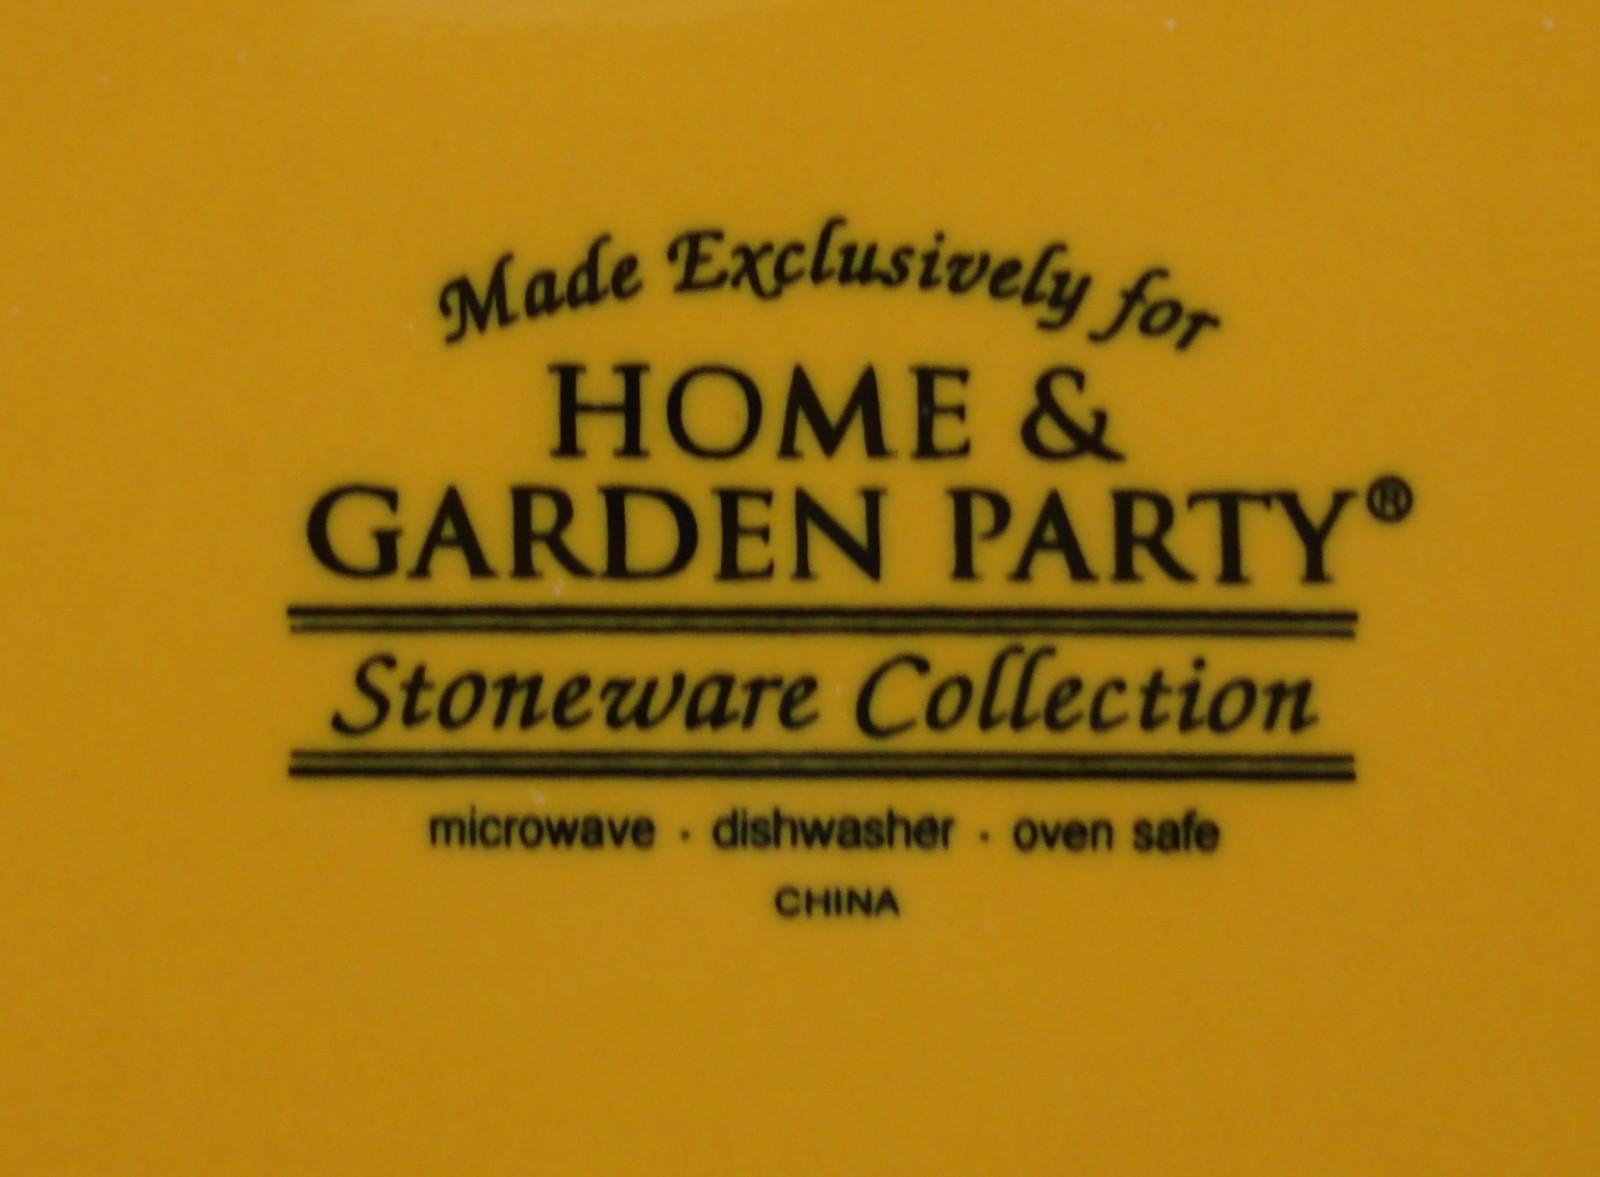 Made Exclusively for
HOME &
GARDEN PARTY®
Stoneware Collection
microwave · dishwasher · oven safe
CHINA